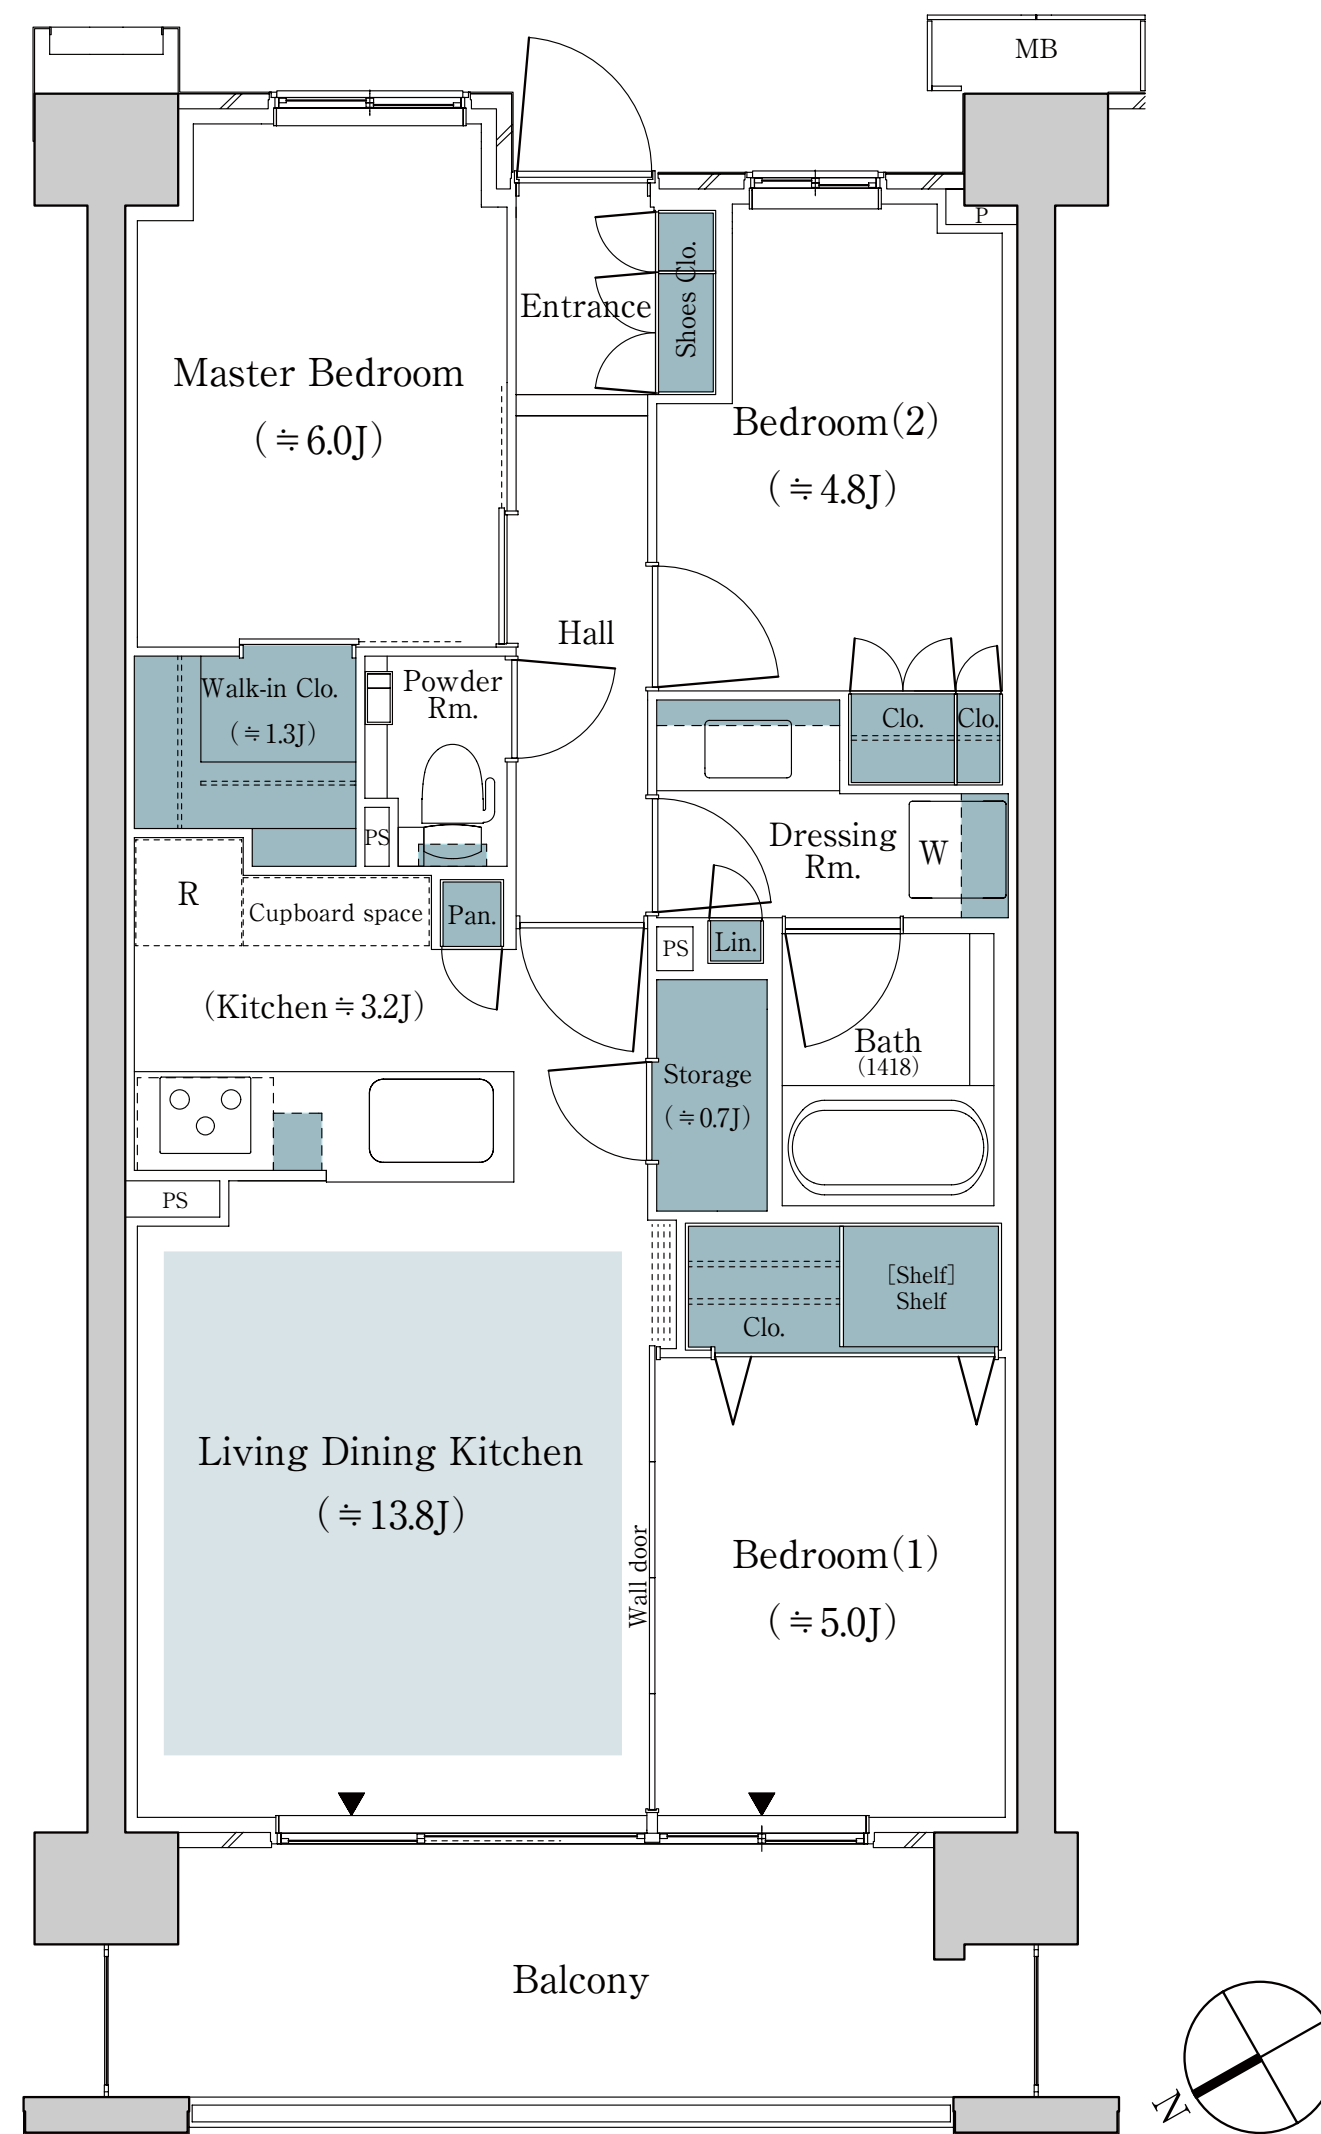 MB
P
Shoes Clo.
Entrance
Master Bedroom
(≒6.0J)
Bedroom(2)
(≒4.8J)
Hall
Walk-in Clo.
(≒1.3J)
Powder
Rm.
Clo.
Clo.
PS
Dressing
Rm.
W
R
Cupboard space
Pan.
PS
Lin.
(Kitchen≒3.2J)
Bath
(1418)
Storage
(≒0.7J)
PS
[Shelf]
Shelf
Clo.
Living Dining Kitchen
(≒13.8J)
Wall door
Bedroom(1)
(≒5.0J)
Balcony
N